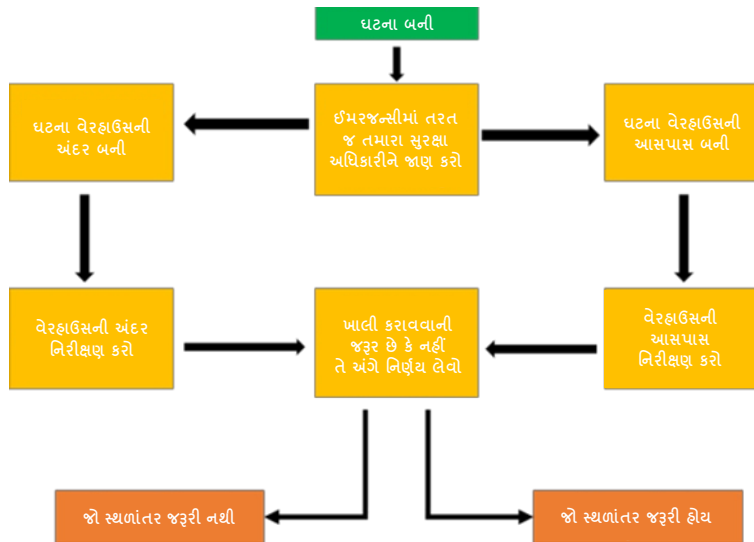 ઘટના બની
ઘટના વેરહાઉસની
અંદર બની
ઈમરજન્સીમાં તરત
જ તમારા સુરક્ષા
અધિકારીને જાણ કરો
ઘટના વેરહાઉસની
આસપાસ બની
વેરહાઉસની અંદર
નિરીક્ષણ કરો
ખાલી કરાવવાની
જરૂર છે કે નહીં
તે અંગે નિર્ણય લેવો
વેરહાઉસની
આસપાસ
નિરીક્ષણ કરો
જો સ્થળાંતર જરૂરી નથી
જો સ્થળાંતર જરૂરી હોય